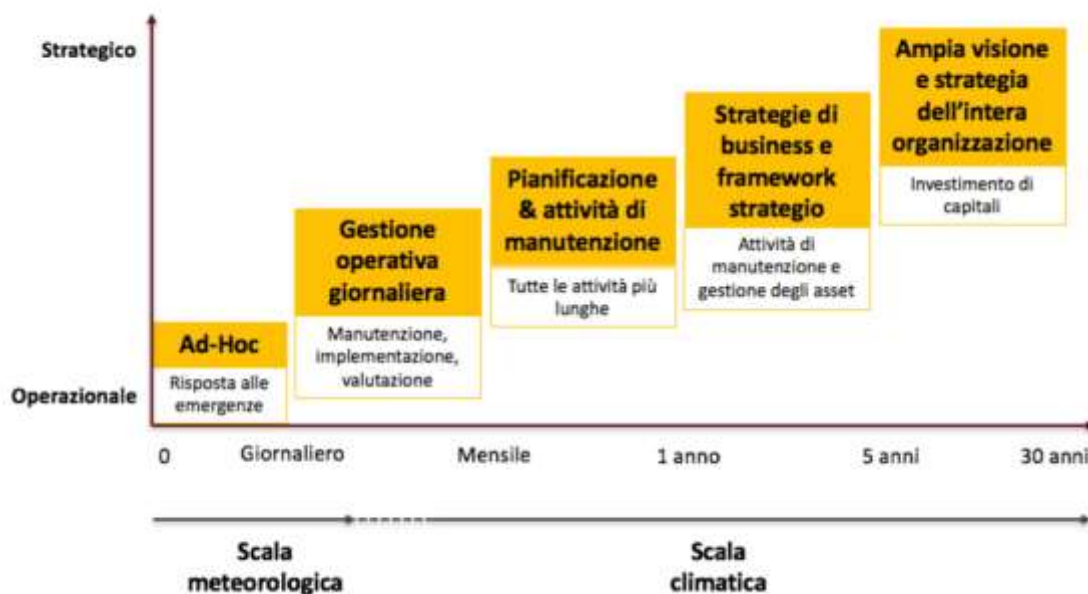 Strategico
Operazionale
Ad-Hoc
Risposta alle
emergenze
Gestione
operativa
giornaliera
Manutenzione,
implementazione,
valutazione
Pianificazione
& attività di
manutenzione
Tutte le attività più
lunghe
Strategie di
business e
framework
strategio
Attività di
manutenzione e
gestione degli asset
Ampia visione
e strategia
dell'intera
organizzazione
Investimento di
capitali
0 Giornaliero Mensile 1 anno 5 anni 30 anni
Scala
meteorologica
Scala
climatica